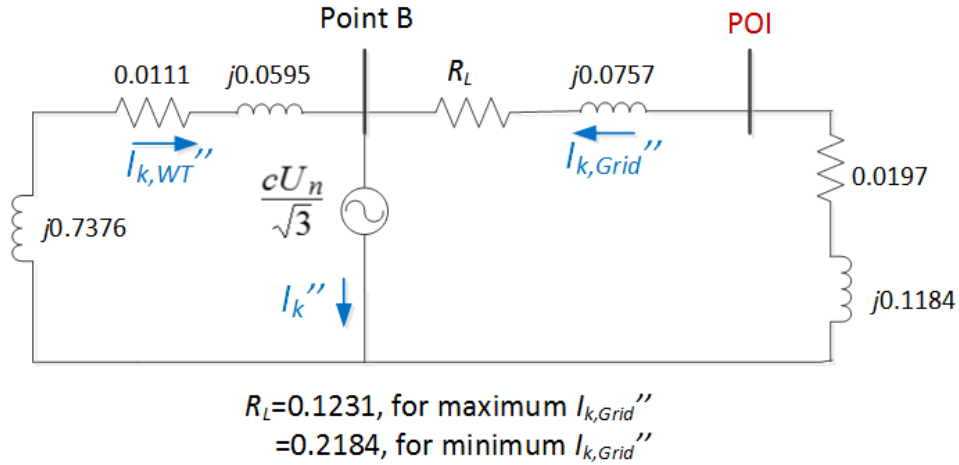 Point B
POI
0.0111 j0.0595
R_L j0.0757
I_k,WT″
I_k,Grid″
0.0197
cU_n/√3
j0.7376
I_k″
j0.1184
R_L=0.1231, for maximum I_k,Grid″
=0.2184, for minimum I_k,Grid″